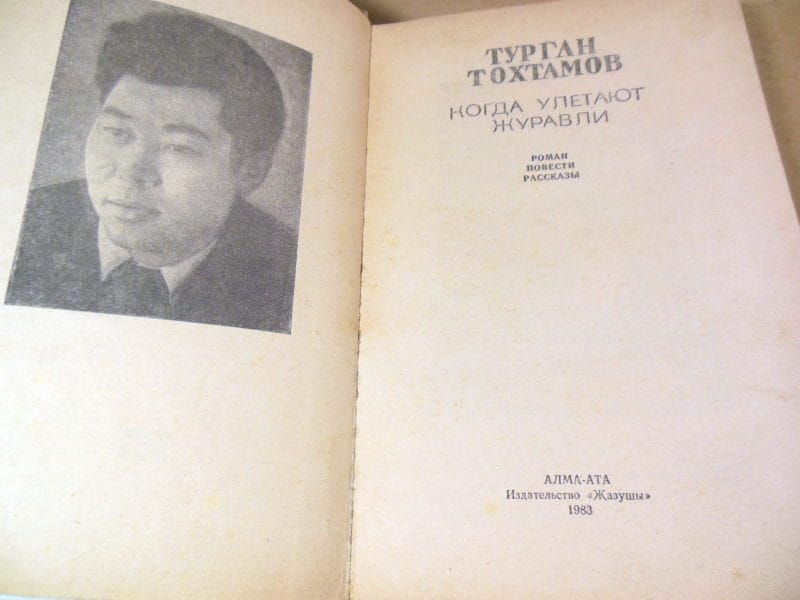 ТУРГАН
ТОХТАМОВ
КОГДА УЛЕТАЮТ
ЖУРАВЛИ
РОМАН
ПОВЕСТИ
РАССКАЗЫ
АЛМА-АТА
Издательство «Жазушы»
1983